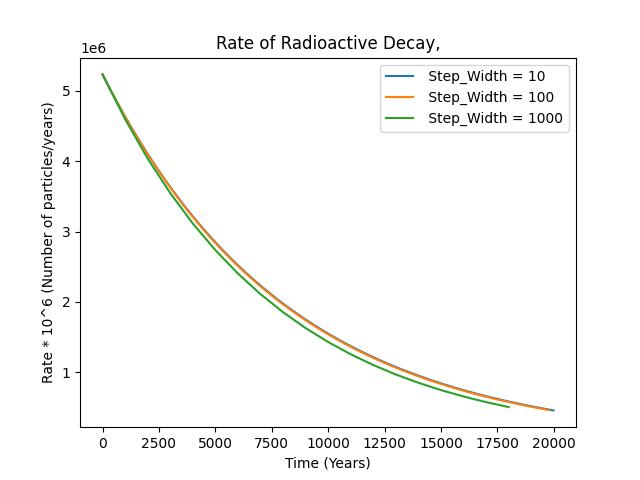 Rate of Radioactive Decay,
1e6
Step_Width = 10
Step_Width = 100
Step_Width = 1000
5
4
3
2
1
Rate * 10^6 (Number of particles/years)
0 2500 5000 7500 10000 12500 15000 17500 20000
Time (Years)